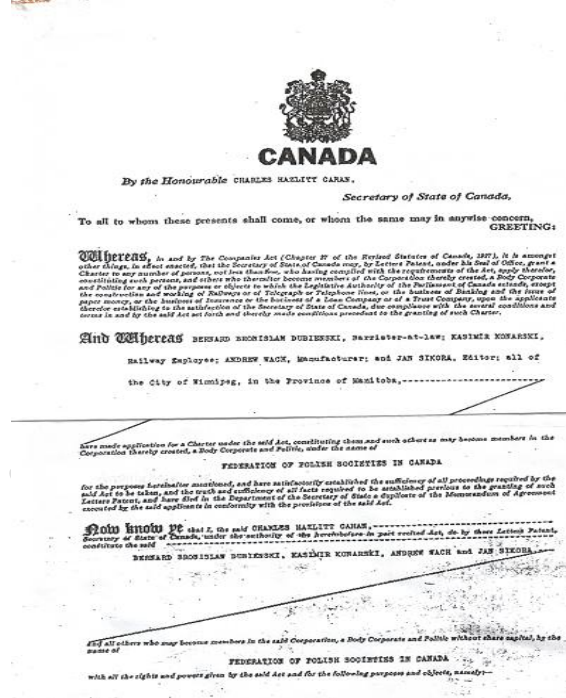 CANADA
By the Honourable CHARLES HAZLITT CAHAN,
Secretary of State of Canada,
To all to whom these presents shall come, or whom the same may in anywise concern,
GREETING:
Whereas, in and by The Companies Act (Chapter 27 of the Revised Statutes of Canada, 1927), it is amongst
other things, in effect enacted, that the Secretary of State of Canada may, by Letters Patent, under his Seal of Office, grant a
Charter to any number of persons, not less than five, who having complied with the requirements of the Act, apply therefor,
constituting such persons, and others who thereafter become members of the Corporation thereby created, a Body Corporate
and Politic for any of the purposes or objects to which the Legislative Authority of the Parliament of Canada extends, except
the construction and working of Railways or of Telegraph or Telephone lines, or the business of Banking and the issue of
paper money, or the business of Insurance or the business of a Loan Company or of a Trust Company, upon the applicants
therefor establishing to the satisfaction of the Secretary of State of Canada, due compliance with the several conditions and
terms in and by the said Act set forth and thereby made conditions precedent to the granting of such Charter.
And Whereas BERNARD BRONISLAW DUBIENSKI, Barrister-at-law; KASIMIR KONARSKI,
Railway Employee; ANDREW WACH, Manufacturer; and JAN SIKORA, Editor; all of
the City of Winnipeg, in the Province of Manitoba,
have made application for a Charter under the said Act, constituting them and such others as may become members in the
Corporation thereby created, a Body Corporate and Politic, under the name of
FEDERATION OF POLISH SOCIETIES IN CANADA
for the purposes hereinafter mentioned, and have satisfactorily established the sufficiency of all proceedings required by the
said Act to be taken, and the truth and sufficiency of all facts required to be established previous to the granting of such
Letters Patent, and have filed in the Department of the Secretary of State a duplicate of the Memorandum of Agreement
executed by the said applicants in conformity with the provisions of the said Act.
Now know ye that I, the said CHARLES HAZLITT CAHAN,
Secretary of State of Canada, under the authority of the hereinbefore in part recited Act, do by these Letters Patent,
constitute the said
BERNARD BRONISLAW DUBIENSKI, KASIMIR KONARSKI, ANDREW WACH and JAN SIKORA,
and all others who may become members in the said Corporation, a Body Corporate and Politic without share capital, by the
name of
FEDERATION OF POLISH SOCIETIES IN CANADA
with all the rights and powers given by the said Act and for the following purposes and objects, namely:—